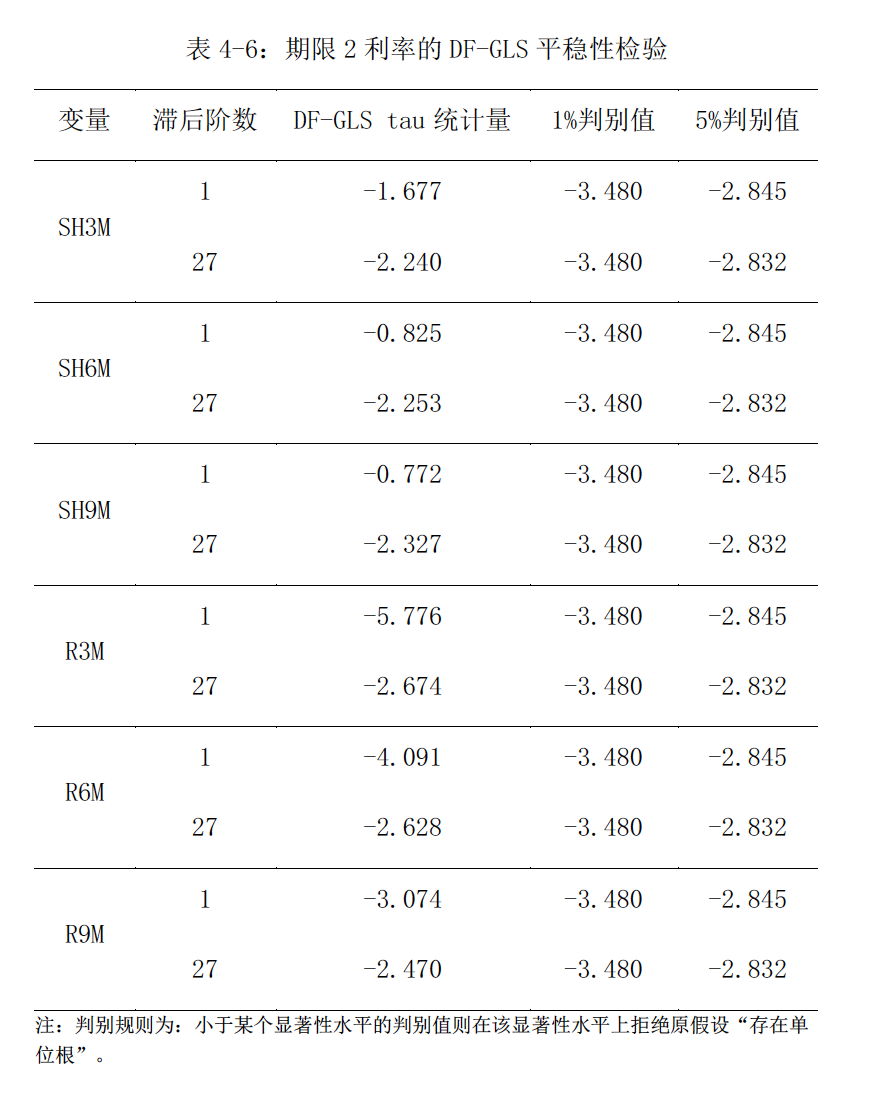 表 4-6：期限 2 利率的 DF-GLS 平稳性检验
变量 滞后阶数 DF-GLS tau 统计量 1%判别值 5%判别值
1 -1.677 -3.480 -2.845
SH3M
27 -2.240 -3.480 -2.832
1 -0.825 -3.480 -2.845
SH6M
27 -2.253 -3.480 -2.832
1 -0.772 -3.480 -2.845
SH9M
27 -2.327 -3.480 -2.832
1 -5.776 -3.480 -2.845
R3M
27 -2.674 -3.480 -2.832
1 -4.091 -3.480 -2.845
R6M
27 -2.628 -3.480 -2.832
1 -3.074 -3.480 -2.845
R9M
27 -2.470 -3.480 -2.832
注：判别规则为：小于某个显著性水平的判别值则在该显著性水平上拒绝原假设“存在单
位根”。